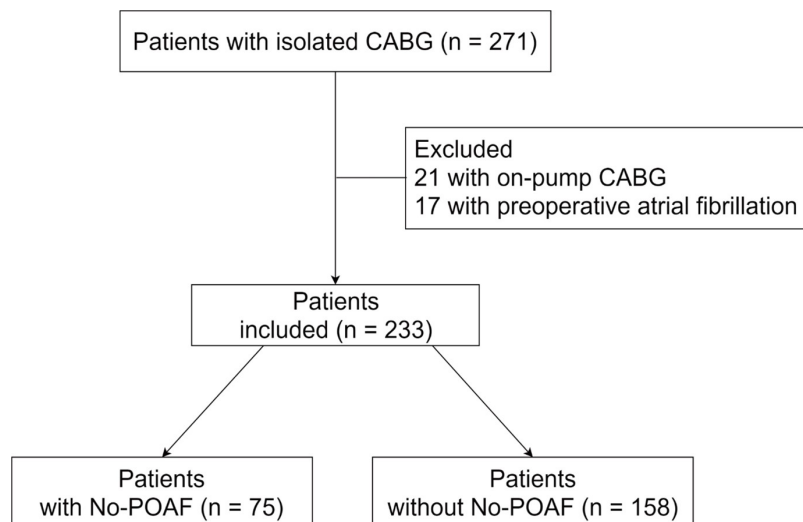 Patients with isolated CABG (n = 271)
Excluded
21 with on-pump CABG
17 with preoperative atrial fibrillation
Patients
included (n = 233)
Patients
with No-POAF (n = 75)
Patients
without No-POAF (n = 158)